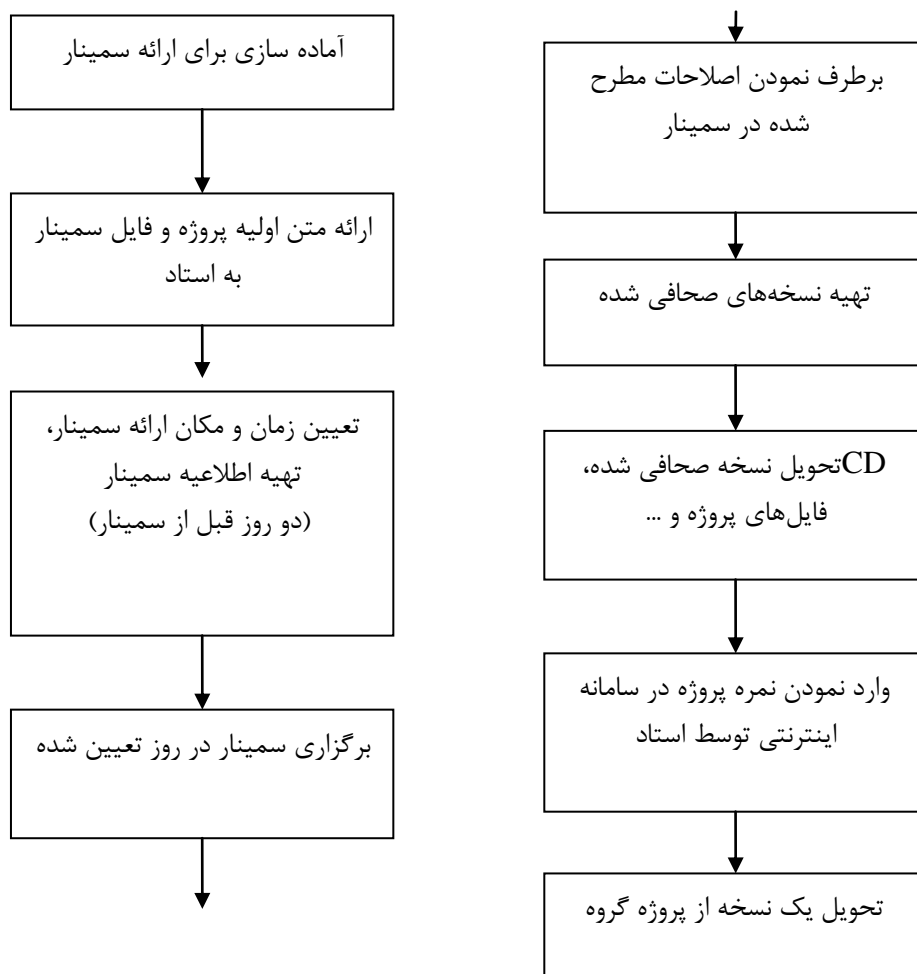 آماده سازی برای ارائه سمینار
ارائه متن اولیه پروژه و فایل سمینار
به استاد
تعیین زمان و مکان ارائه سمینار،
تهیه اطلاعیه سمینار
(دو روز قبل از سمینار)
برگزاری سمینار در روز تعیین شده
برطرف نمودن اصلاحات مطرح
شده در سمینار
تهیه نسخه‌های صحافی شده
CDتحویل نسخه صحافی شده،
فایل‌های پروژه و ...
وارد نمودن نمره پروژه در سامانه
اینترنتی توسط استاد
تحویل یک نسخه از پروژه گروه